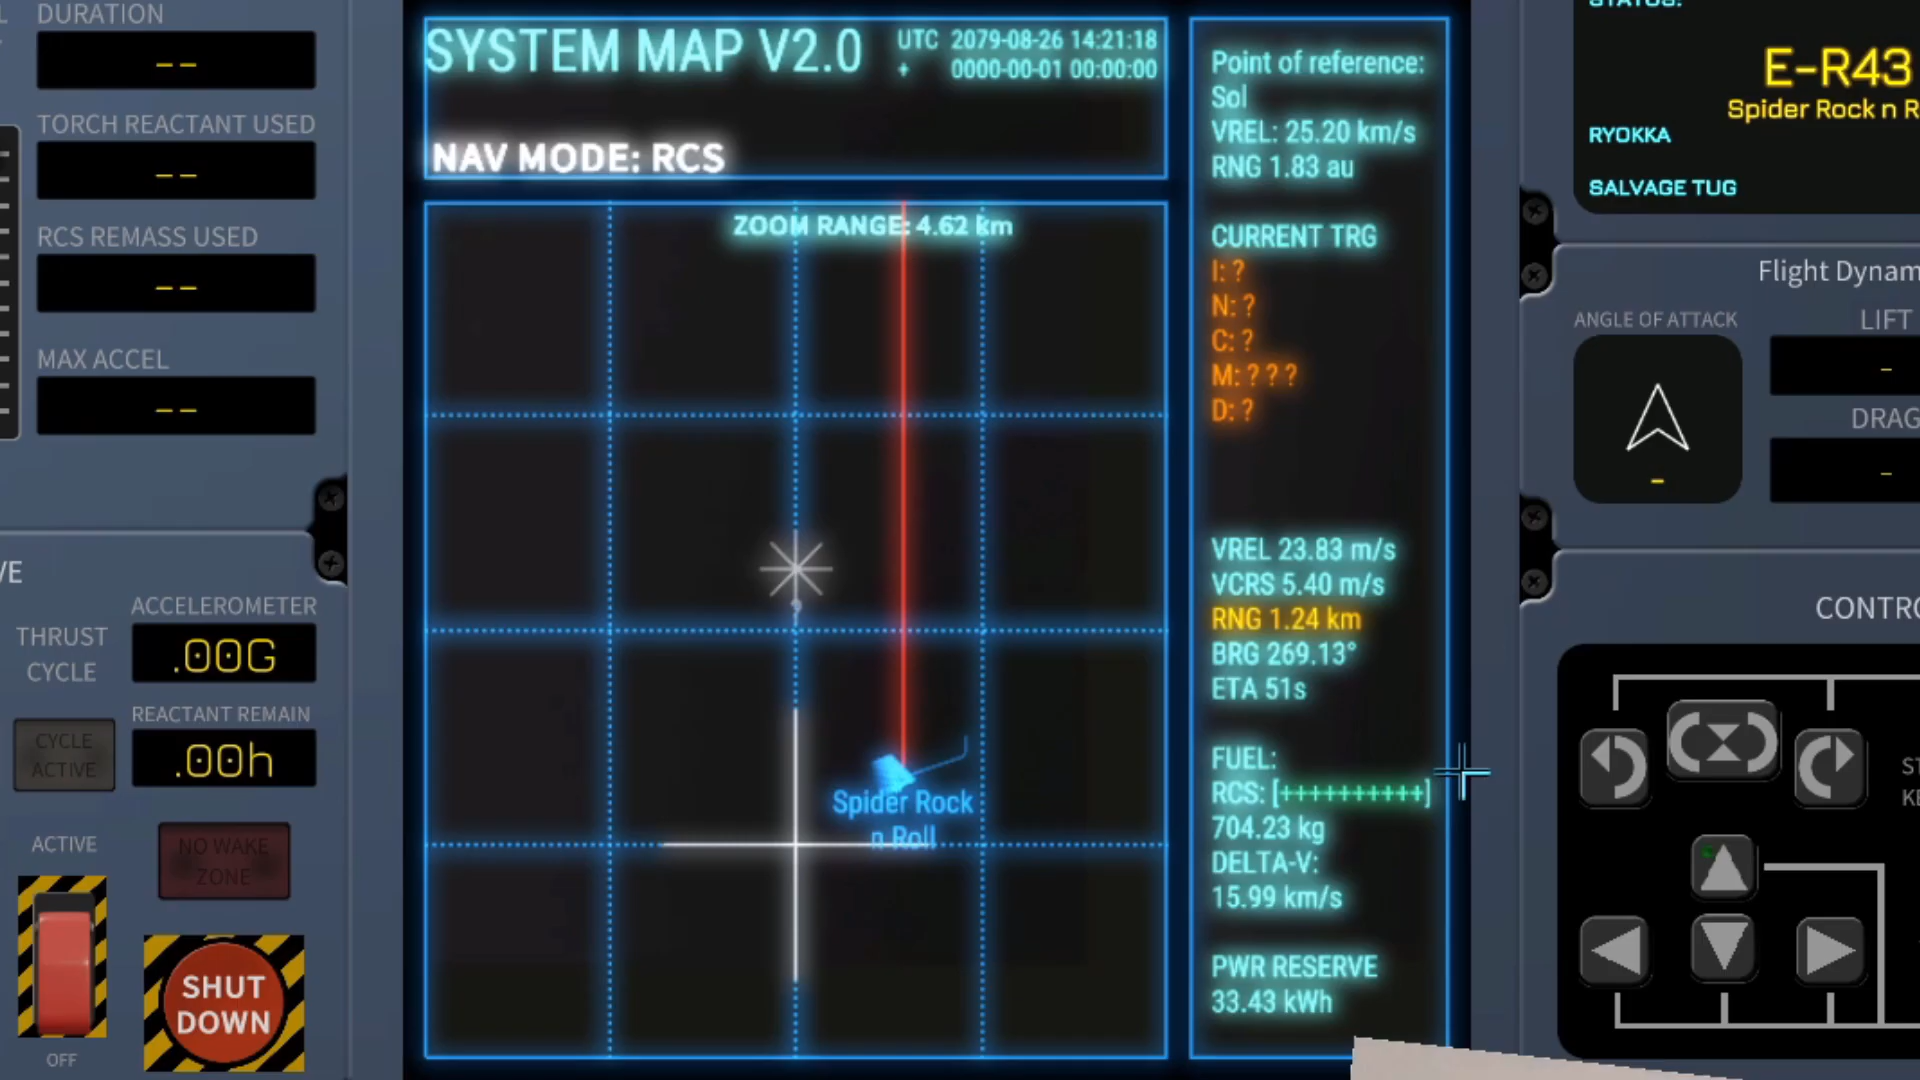 DURATION
--
TORCH REACTANT USED
--
RCS REMASS USED
--
MAX ACCEL
--
ACCELEROMETER
THRUST
CYCLE
.00G
REACTANT REMAIN
CYCLE
ACTIVE
.00h
ACTIVE
NO WAKE
ZONE
SHUT
DOWN
OFF
SYSTEM MAP V2.0
UTC 2079-08-26 14:21:18
+ 0000-00-01 00:00:00
NAV MODE: RCS
ZOOM RANGE: 4.62 km
?
Spider Rock
n Roll
Point of reference:
Sol
VREL: 25.20 km/s
RNG 1.83 au
CURRENT TRG
I: ?
N: ?
C: ?
M: ? ? ?
D: ?
VREL 23.83 m/s
VCRS 5.40 m/s
RNG 1.24 km
BRG 269.13°
ETA 51s
FUEL:
RCS: [++++++++++]
704.23 kg
DELTA-V:
15.99 km/s
PWR RESERVE
33.43 kWh
STATUS:
E-R43
Spider Rock n R
RYOKKA
SALVAGE TUG
Flight Dynam
ANGLE OF ATTACK
LIFT
-
DRAG
-
-
CONTRO